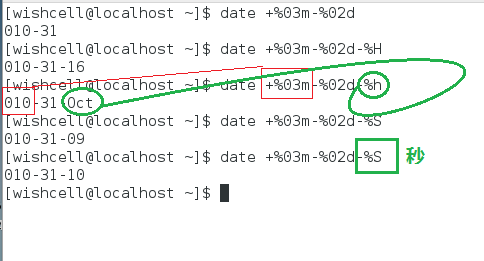 [wishcell@localhost ~]$ date +%03m-%02d
010-31
[wishcell@localhost ~]$ date +%03m-%02d-%H
010-31-16
[wishcell@localhost ~]$ date +%03m-%02d-%h
010-31-Oct
[wishcell@localhost ~]$ date +%03m-%02d-%S
010-31-09
[wishcell@localhost ~]$ date +%03m-%02d-%S 秒
010-31-10
[wishcell@localhost ~]$